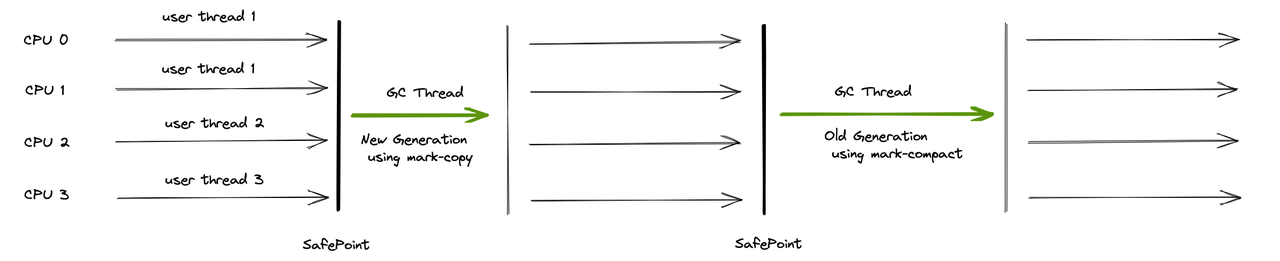 user thread 1
CPU 0
user thread 1
CPU 1
GC Thread
GC Thread
user thread 2
CPU 2
New Generation
using mark-copy
Old Generation
using mark-compact
user thread 3
CPU 3
SafePoint
SafePoint